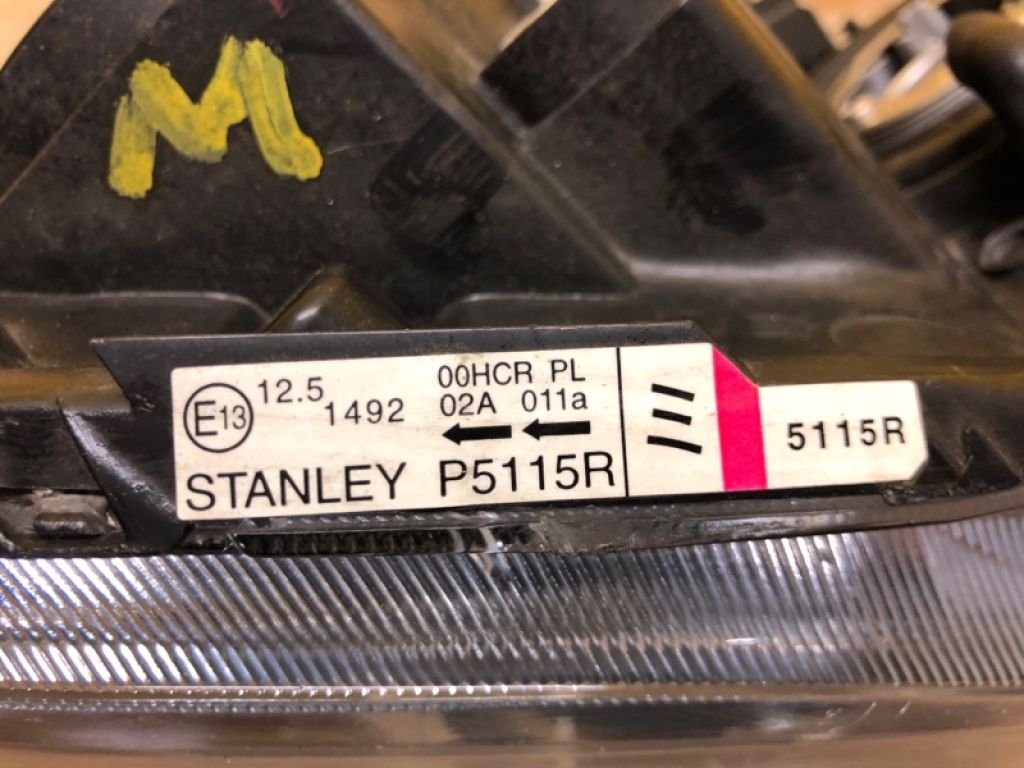 M
E13 12.5 1492 00HCR PL
02A 011a
STANLEY P5115R
5115R